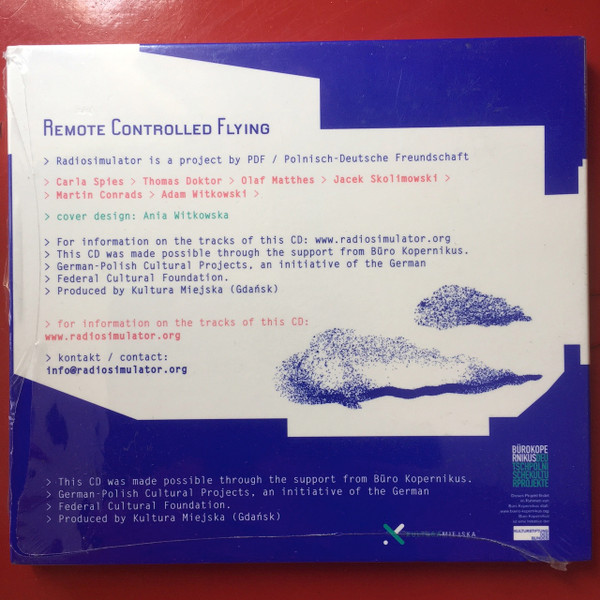 REMOTE CONTROLLED FLYING
> Radiosimulator is a project by PDF / Polnisch-Deutsche Freundschaft
> Carla Spies > Thomas Doktor > Olaf Matthes > Jacek Skolimowski >
> Martin Conrads > Adam Witkowski >
> cover design: Ania Witkowska
> For information on the tracks of this CD: www.radiosimulator.org
> This CD was made possible through the support from Büro Kopernikus.
> German-Polish Cultural Projects, an initiative of the German
> Federal Cultural Foundation.
> Produced by Kultura Miejska (Gdańsk)
> for information on the tracks of this CD:
www.radiosimulator.org
> kontakt / contact:
info@radiosimulator.org
> This CD was made possible through the support from Büro Kopernikus.
> German-Polish Cultural Projects, an initiative of the German
> Federal Cultural Foundation.
> Produced by Kultura Miejska (Gdańsk)
BÜROKOPE
RNIKUSDEU
TSCHPOLNI
SCHEKULTU
RPROJEKTE
MIEJSKA